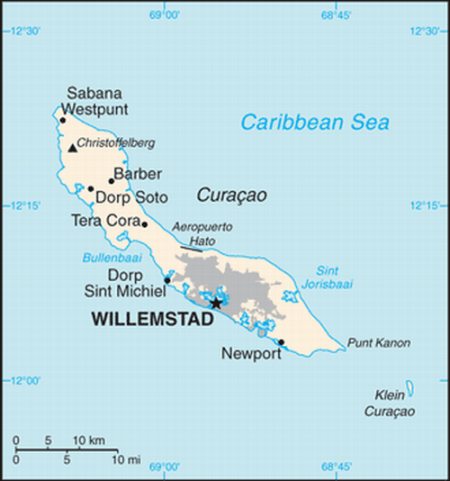 69°00'
68°45'
12°30'
12°30'
Sabana
Westpunt
Caribbean Sea
Christoffelberg
Barber
Dorp Soto
Curaçao
12°15'
12°15'
Tera Cora
Aeropuerto
Hato
Bullenbaai
Dorp
Sint Michiel
Sint
Jorisbaai
WILLEMSTAD
Newport
Punt Kanon
12°00'
12°00'
Klein
Curaçao
0 5 10 km
0 5 10 mi
69°00'
68°45'